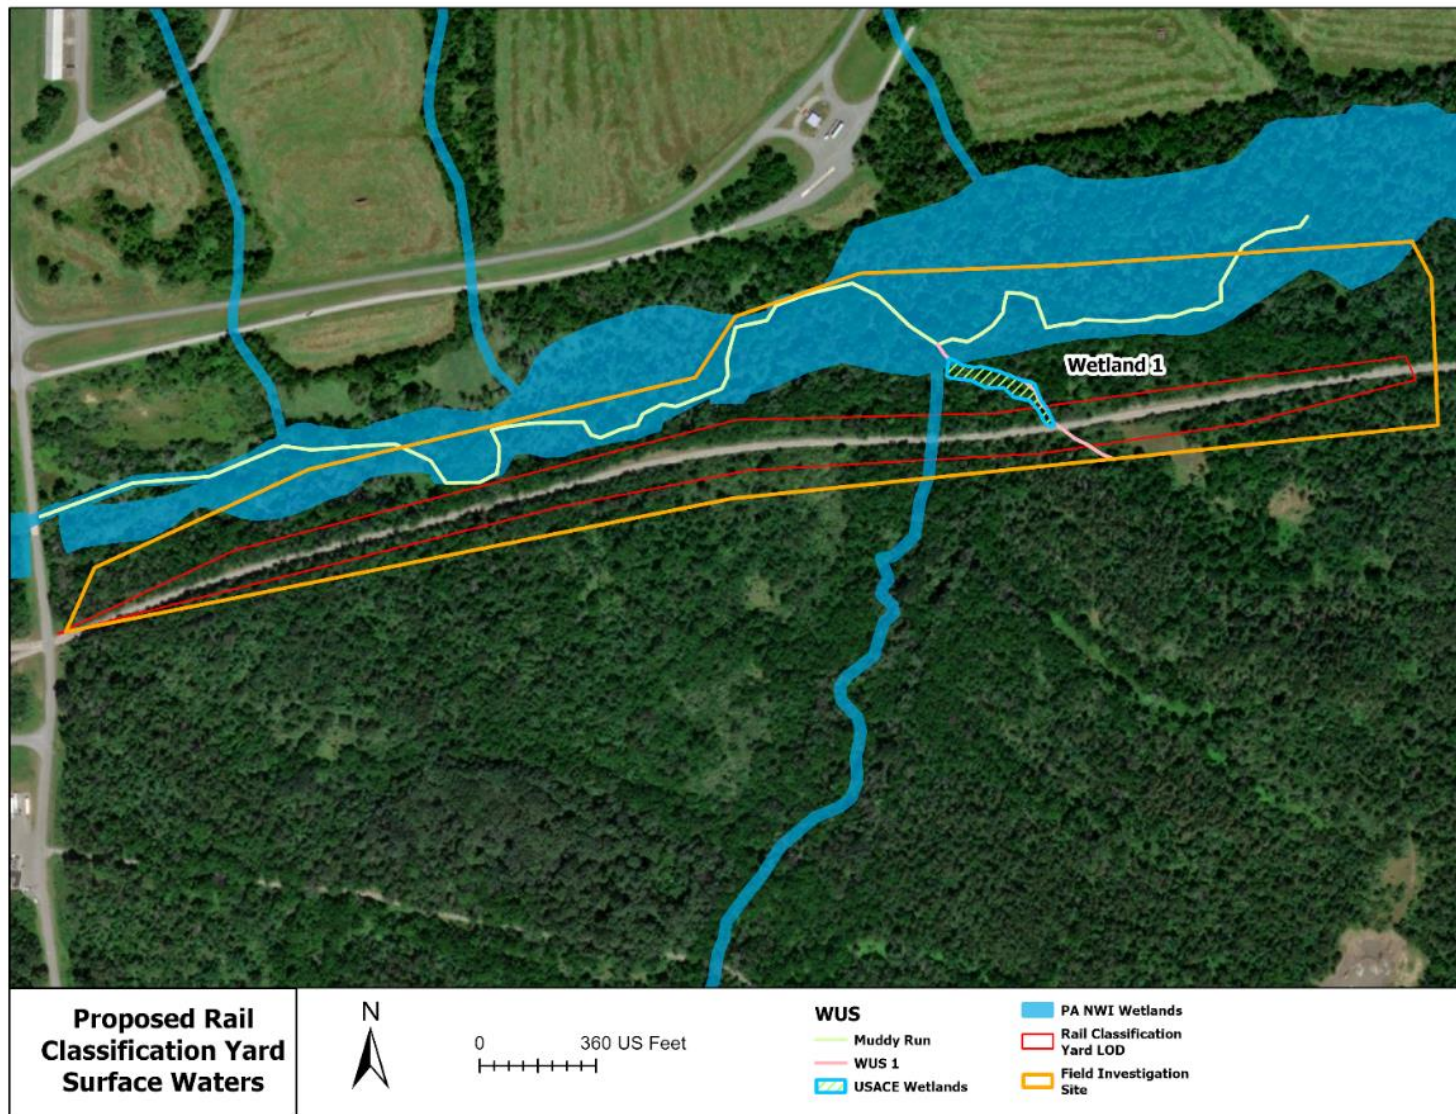 Wetland 1
Proposed Rail
Classification Yard
Surface Waters
N
0 360 US Feet
WUS
Muddy Run
WUS 1
USACE Wetlands
PA NWI Wetlands
Rail Classification
Yard LOD
Field Investigation
Site